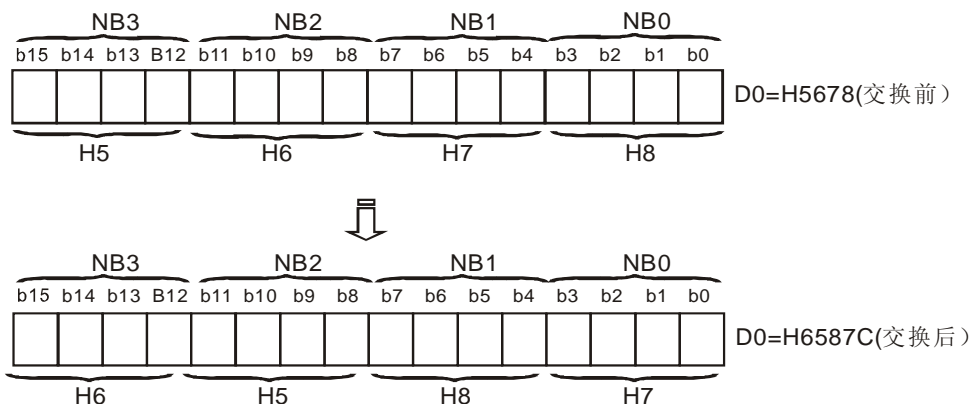 NB3 NB2 NB1 NB0
b15 b14 b13 B12 b11 b10 b9 b8 b7 b6 b5 b4 b3 b2 b1 b0
D0=H5678(交换前）
H5 H6 H7 H8
NB3 NB2 NB1 NB0
b15 b14 b13 B12 b11 b10 b9 b8 b7 b6 b5 b4 b3 b2 b1 b0
D0=H6587C(交换后）
H6 H5 H8 H7